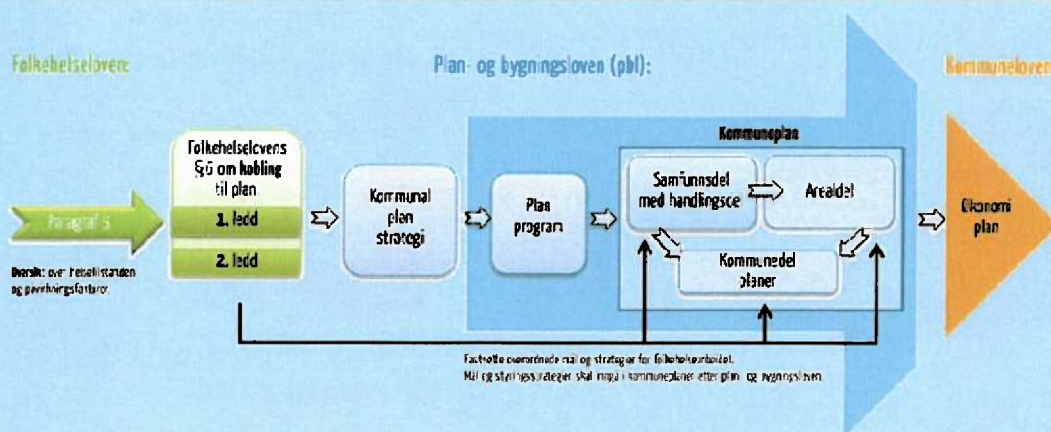 Folkehelseloven:
Plan- og bygningsloven (pbl):
Kommuneloven:
Folkehelselovens
§6 om kobling
til plan
Paragraf 5
1. ledd
2. ledd
Oversikt over helsetilstanden
og påvirkningsfaktorer.
Kommunal
plan
strategi
Plan
program
Kommuneplan
Samfunnsdel
med handlingsdel
Arealdel
Kommunedel
planer
Økonomi
plan
Fastsette overordnede mål og strategier for folkehelsearbeidet.
Mål og styringsstrategier skal inngå i kommuneplaner etter plan- og bygningsloven